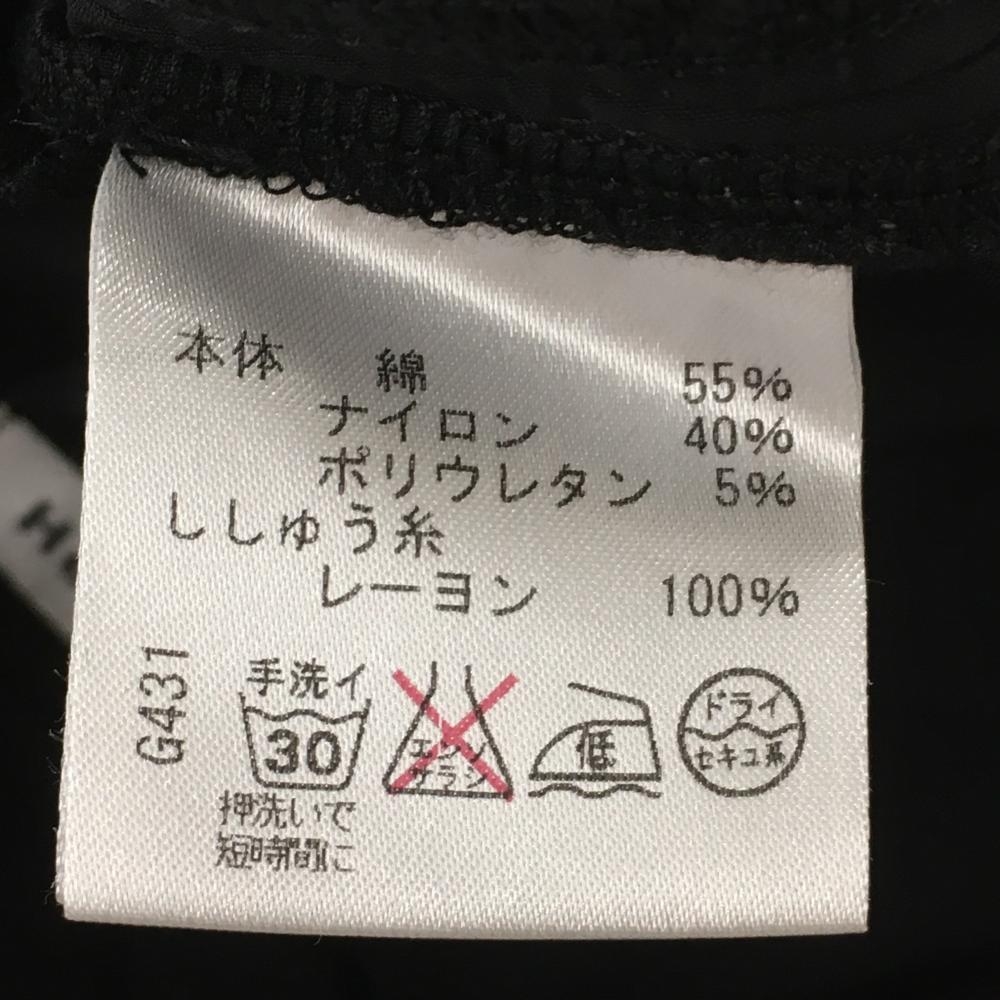 本体 綿 55%
ナイロン 40%
ポリウレタン 5%
ししゅう糸
レーヨン 100%
G431
手洗イ
30
押洗いで
短時間に
エンソ
サラシ
低
ドライ
セキユ系